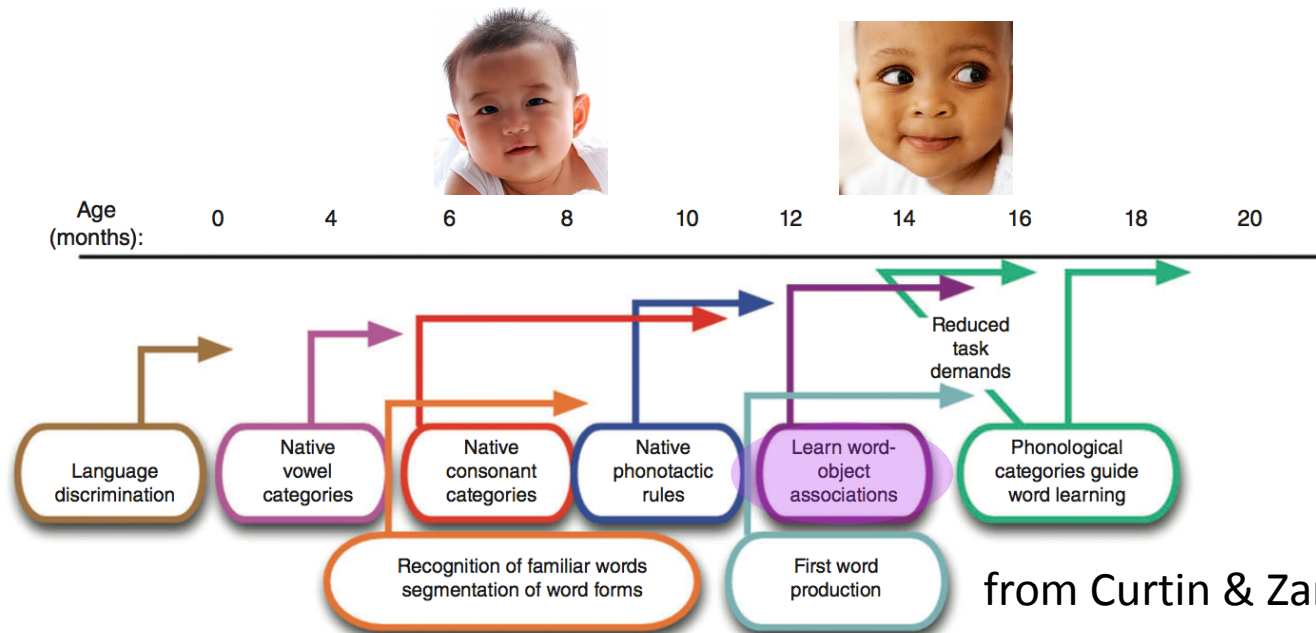 Age
(months):
0 4 6 8 10 12 14 16 18 20
Reduced
task
demands
Language
discrimination
Native
vowel
categories
Native
consonant
categories
Native
phonotactic
rules
Learn word-
object
associations
Phonological
categories guide
word learning
Recognition of familiar words
segmentation of word forms
First word
production
from Curtin &